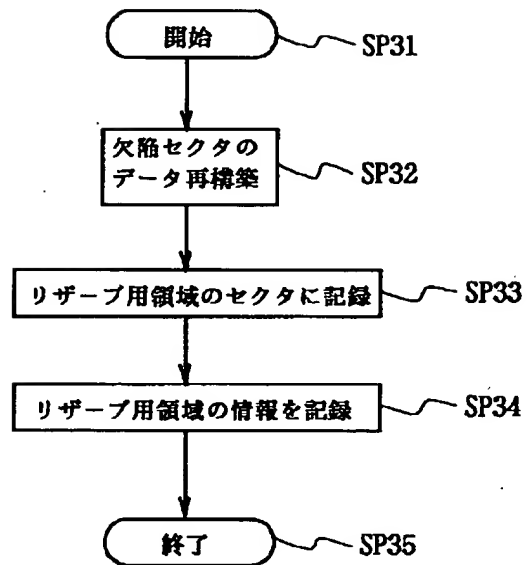 開始
SP31
欠陥セクタの
データ再構築
SP32
リザーブ用領域のセクタに記録
SP33
リザーブ用領域の情報を記録
SP34
終了
SP35